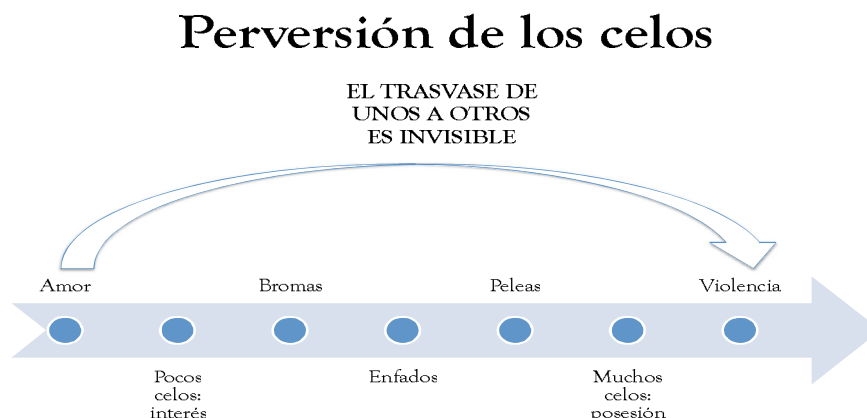 Perversión de los celos
EL TRASVASE DE
UNOS A OTROS
ES INVISIBLE
Amor
Bromas
Peleas
Violencia
Pocos
celos:
interés
Enfados
Muchos
celos:
posesión